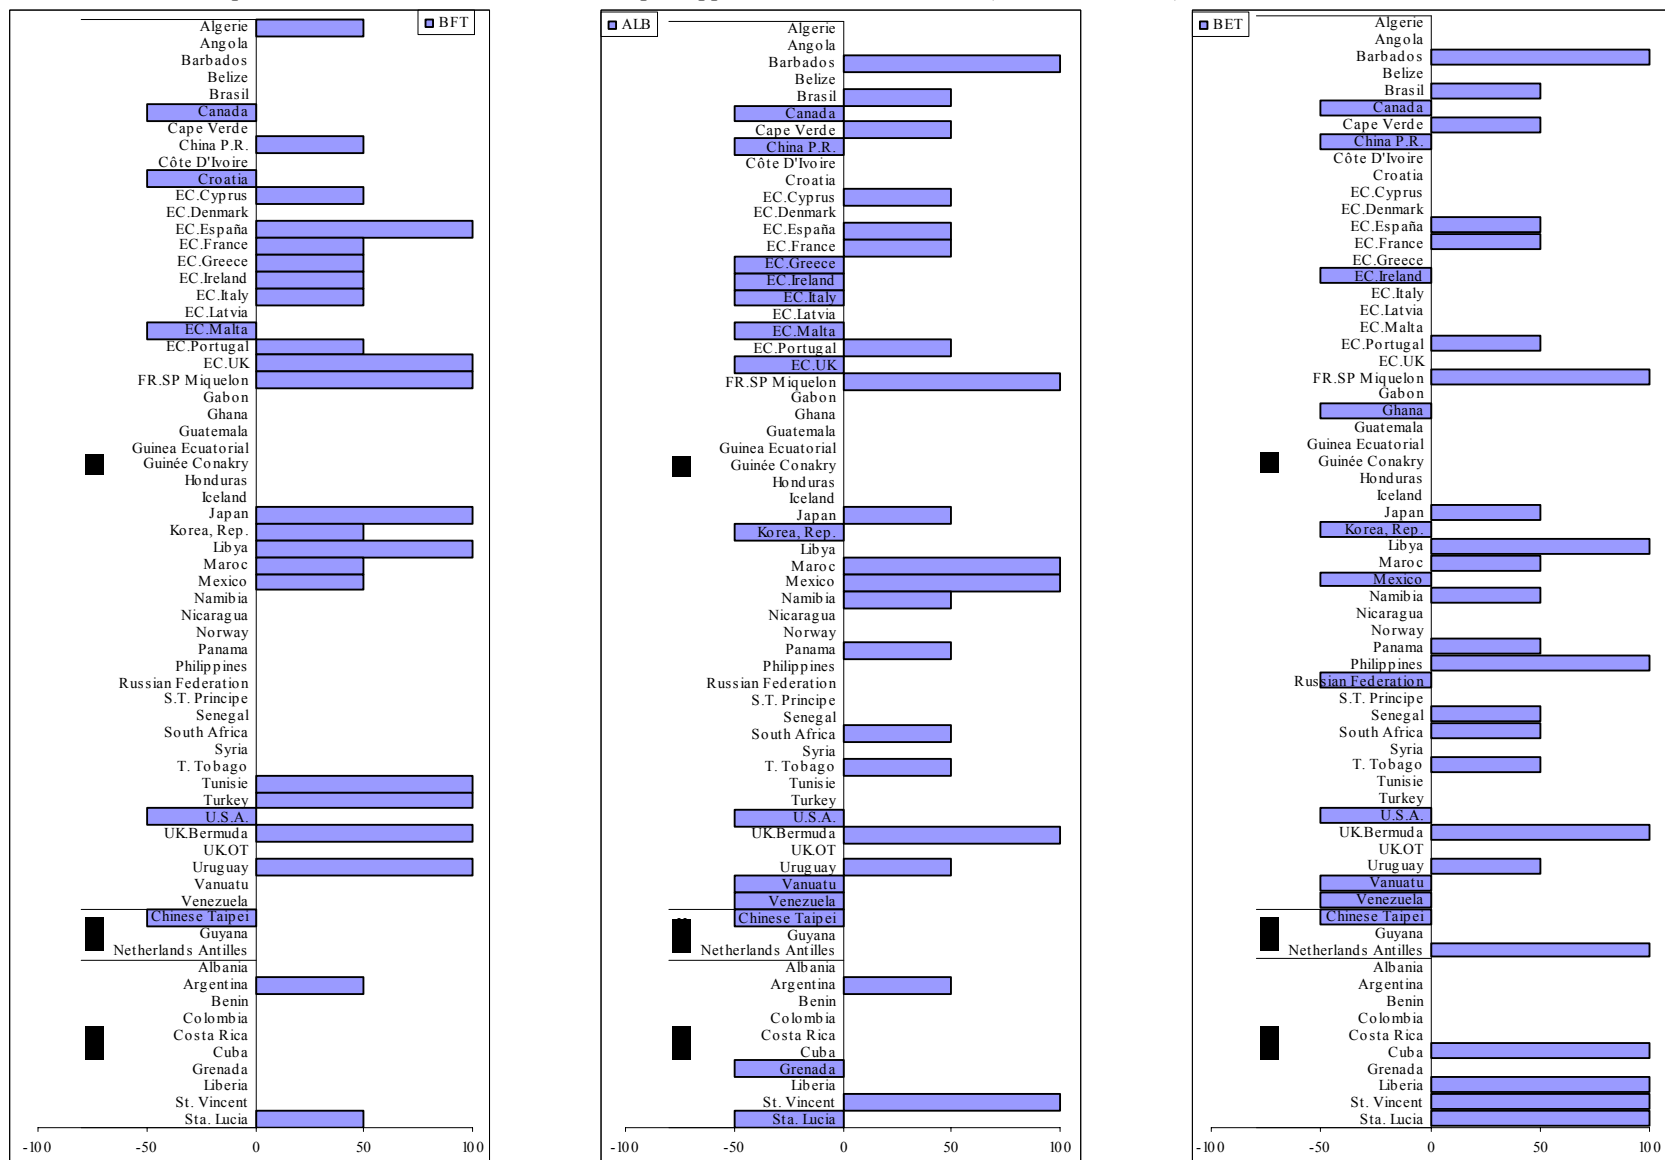 BFT
Algerie
Angola
Barbados
Belize
Brasil
Canada
Cape Verde
China P.R.
Côte D'Ivoire
Croatia
EC.Cyprus
EC.Denmark
EC.España
EC.France
EC.Greece
EC.Ireland
EC.Italy
EC.Latvia
EC.Malta
EC.Portugal
EC.UK
FR.SP Miquelon
Gabon
Ghana
Guatemala
Guinea Ecuatorial
Guinée Conakry
Honduras
Iceland
Japan
Korea, Rep.
Libya
Maroc
Mexico
Namibia
Nicaragua
Norway
Panama
Philippines
Russian Federation
S.T. Principe
Senegal
South Africa
Syria
T. Tobago
Tunisie
Turkey
U.S.A.
UK.Bermuda
UKOT
Uruguay
Vanuatu
Venezuela
Chinese Taipei
Guyana
Netherlands Antilles
Albania
Argentina
Benin
Colombia
Costa Rica
Cuba
Grenada
Liberia
St. Vincent
Sta. Lucia
-100 -50 0 50 100
ALB
Algerie
Angola
Barbados
Belize
Brasil
Canada
Cape Verde
China P.R.
Côte D'Ivoire
Croatia
EC.Cyprus
EC.Denmark
EC.España
EC.France
EC.Greece
EC.Ireland
EC.Italy
EC.Latvia
EC.Malta
EC.Portugal
EC.UK
FR.SP Miquelon
Gabon
Ghana
Guatemala
Guinea Ecuatorial
Guinée Conakry
Honduras
Iceland
Japan
Korea, Rep.
Libya
Maroc
Mexico
Namibia
Nicaragua
Norway
Panama
Philippines
Russian Federation
S.T. Principe
Senegal
South Africa
Syria
T. Tobago
Tunisie
Turkey
U.S.A.
UK.Bermuda
UKOT
Uruguay
Vanuatu
Venezuela
Chinese Taipei
Guyana
Netherlands Antilles
Albania
Argentina
Benin
Colombia
Costa Rica
Cuba
Grenada
Liberia
St. Vincent
Sta. Lucia
-100 -50 0 50 100
BET
Algerie
Angola
Barbados
Belize
Brasil
Canada
Cape Verde
China P.R.
Côte D'Ivoire
Croatia
EC.Cyprus
EC.Denmark
EC.España
EC.France
EC.Greece
EC.Ireland
EC.Italy
EC.Latvia
EC.Malta
EC.Portugal
EC.UK
FR.SP Miquelon
Gabon
Ghana
Guatemala
Guinea Ecuatorial
Guinée Conakry
Honduras
Iceland
Japan
Korea, Rep.
Libya
Maroc
Mexico
Namibia
Nicaragua
Norway
Panama
Philippines
Russian Federation
S.T. Principe
Senegal
South Africa
Syria
T. Tobago
Tunisie
Turkey
U.S.A.
UK.Bermuda
UKOT
Uruguay
Vanuatu
Venezuela
Chinese Taipei
Guyana
Netherlands Antilles
Albania
Argentina
Benin
Colombia
Costa Rica
Cuba
Grenada
Liberia
St. Vincent
Sta. Lucia
-100 -50 0 50 100